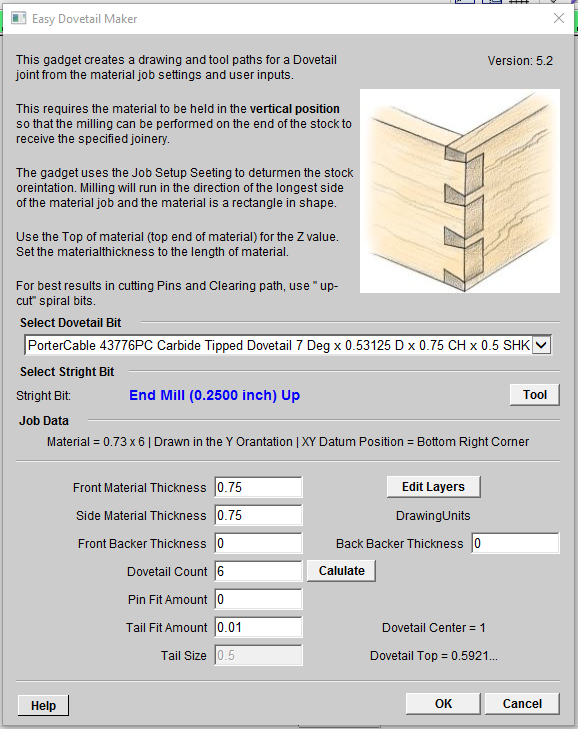 Easy Dovetail Maker
This gadget creates a drawing and tool paths for a Dovetail
joint from the material job settings and user inputs.
Version: 5.2
This requires the material to be held in the vertical position
so that the milling can be performed on the end of the stock to
receive the specified joinery.
The gadget uses the Job Setup Seeting to deturmen the stock
oreintation. Milling will run in the direction of the longest side
of the material job and the material is a rectangle in shape.
Use the Top of material (top end of material) for the Z value.
Set the materialthickness to the length of material.
For best results in cutting Pins and Clearing path, use " up-
cut" spiral bits.
Select Dovetail Bit
PorterCable 43776PC Carbide Tipped Dovetail 7 Deg x 0.53125 D x 0.75 CH x 0.5 SHK
Select Stright Bit
Stright Bit: End Mill (0.2500 inch) Up Tool
Job Data
Material = 0.73 x 6 | Drawn in the Y Orantation | XY Datum Position = Bottom Right Corner
Front Material Thickness 0.75 Edit Layers
Side Material Thickness 0.75 DrawingUnits
Front Backer Thickness 0 Back Backer Thickness 0
Dovetail Count 6 Calulate
Pin Fit Amount 0
Tail Fit Amount 0.01 Dovetail Center = 1
Tail Size 0.5 Dovetail Top = 0.5921...
Help OK Cancel